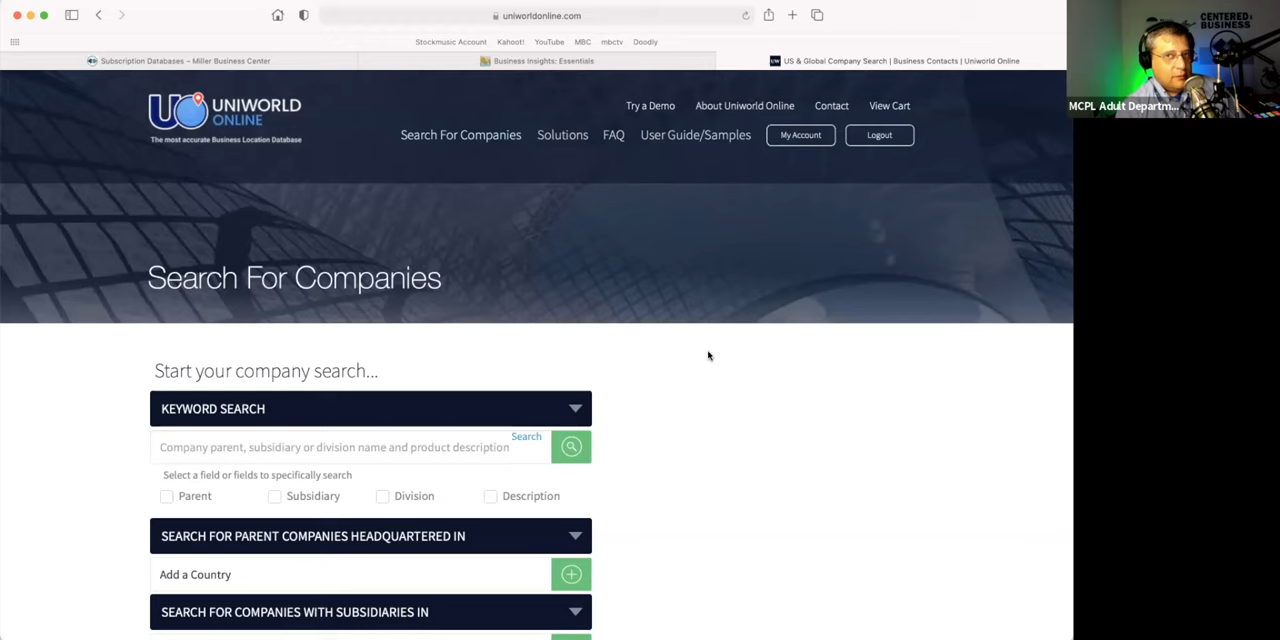 uniworldonline.com
Stockmusic Account Kahoot! YouTube MBC mbctv Doodly
Subscription Databases – Miller Business Center
Business Insights: Essentials
US & Global Company Search | Business Contacts | Uniworld Online
CENTERED
BUSINESS
MCPL Adult Departm...
UNIWORLD
ONLINE
The most accurate Business Location Database
Try a Demo About Uniworld Online Contact View Cart
Search For Companies Solutions FAQ User Guide/Samples My Account Logout
Search For Companies
Start your company search...
KEYWORD SEARCH
Search
Company parent, subsidiary or division name and product description
Select a field or fields to specifically search
Parent Subsidiary Division Description
SEARCH FOR PARENT COMPANIES HEADQUARTERED IN
Add a Country
SEARCH FOR COMPANIES WITH SUBSIDIARIES IN